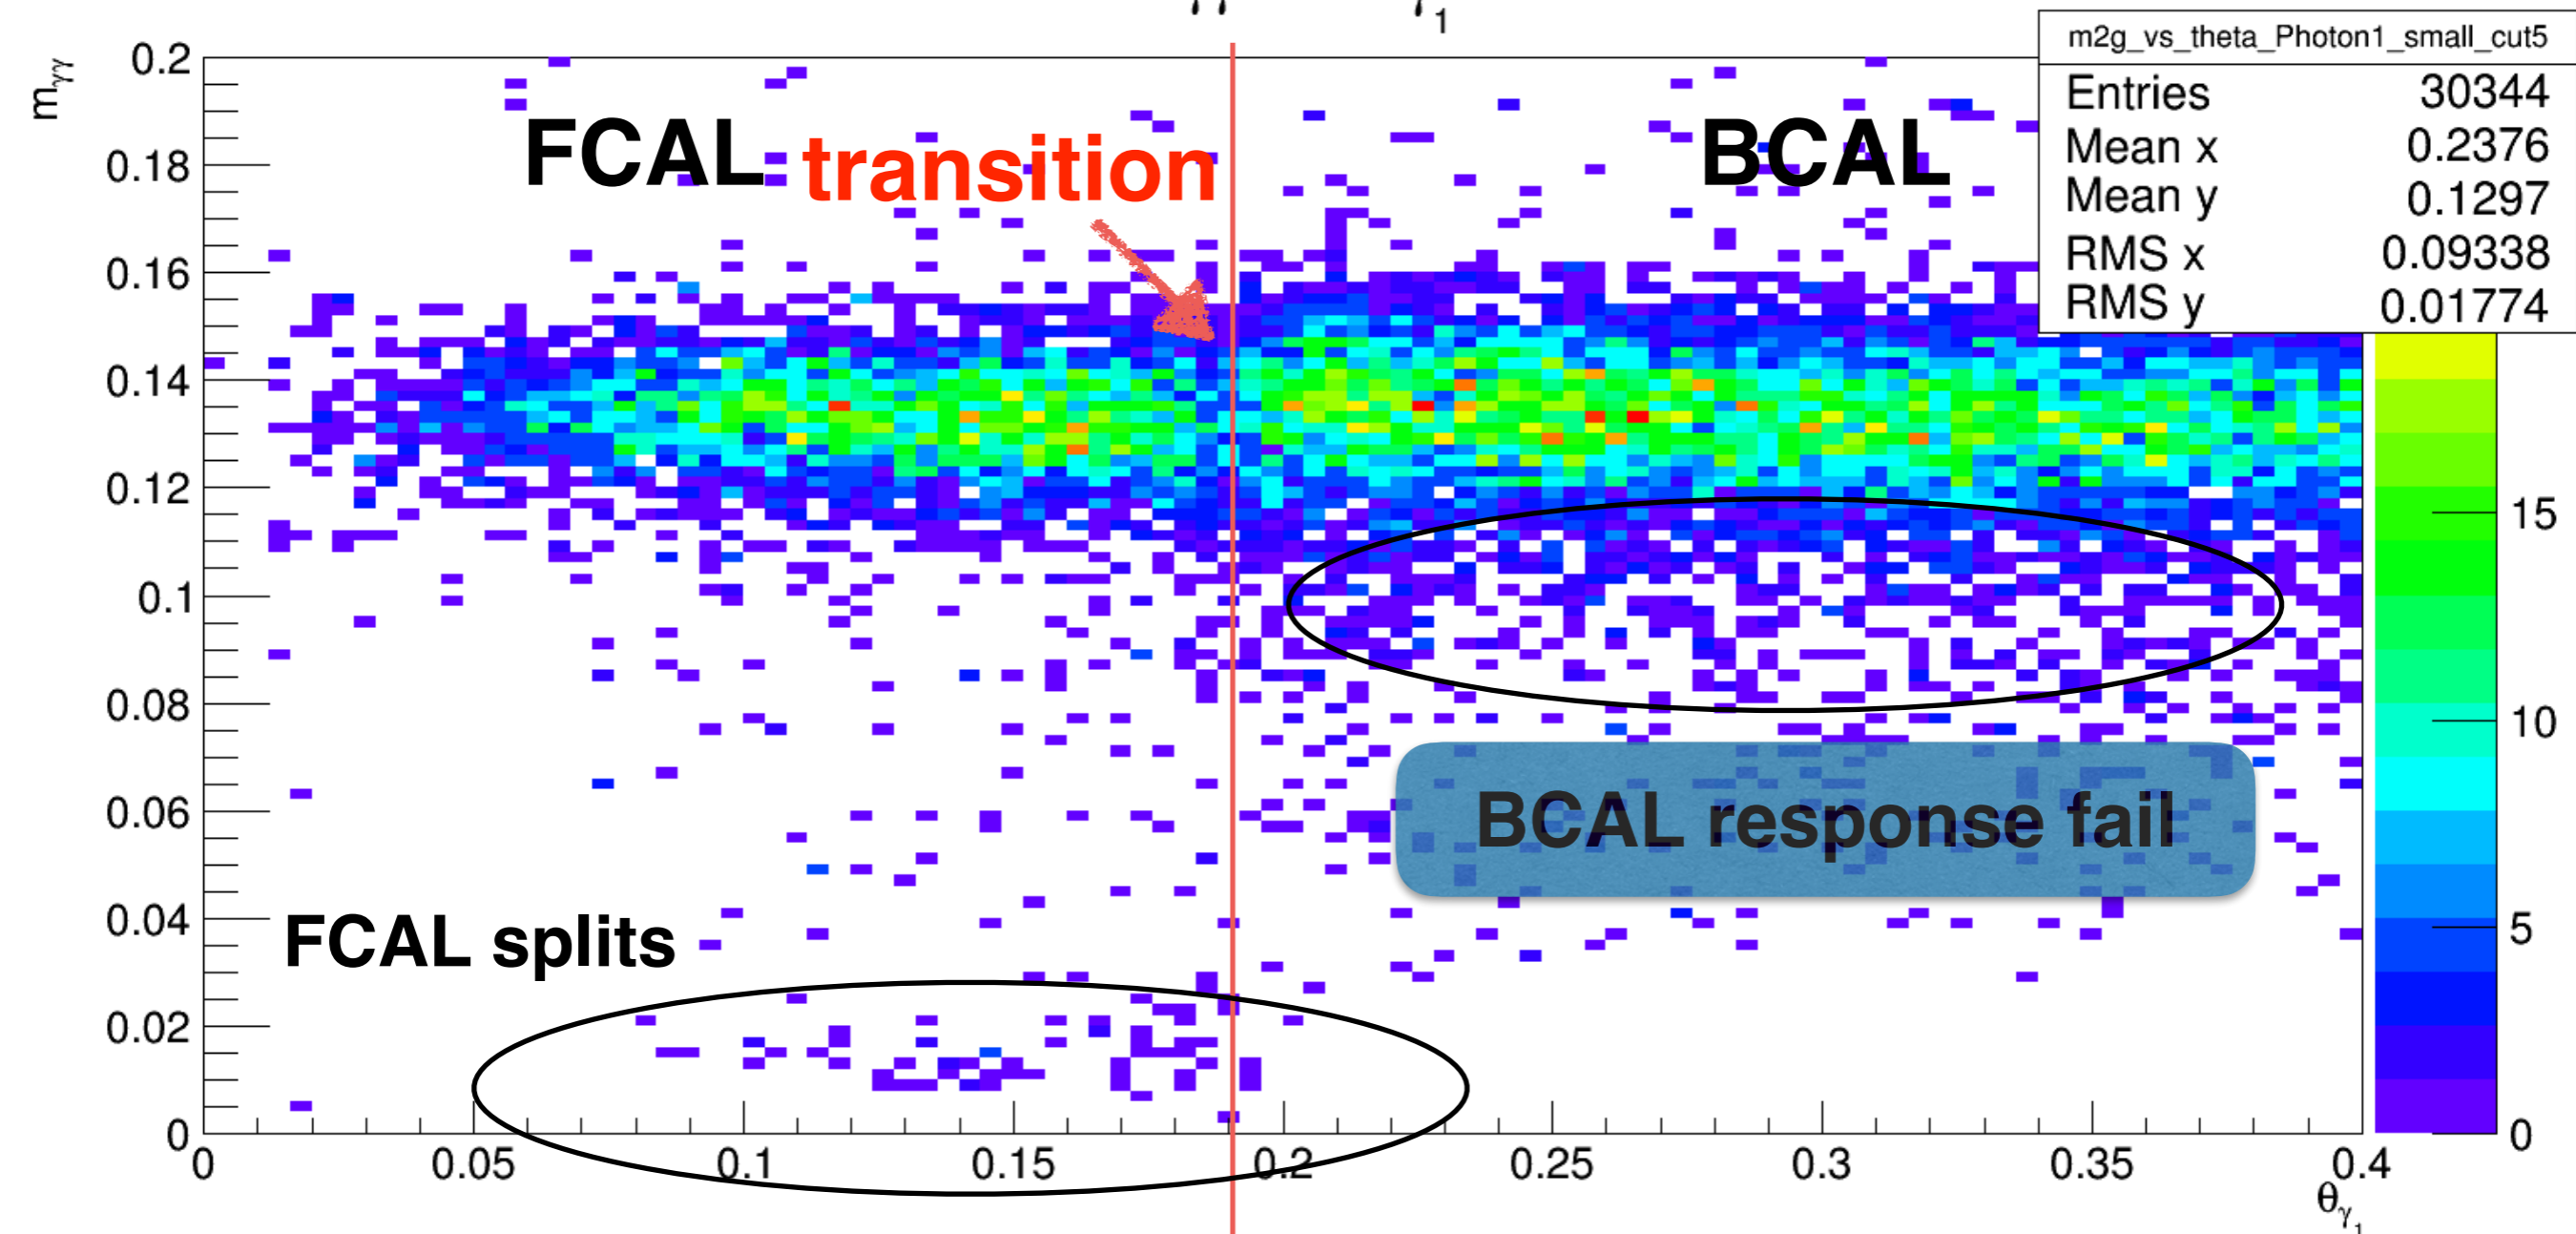 m2g_vs_theta_Photon1_small_cut5
Entries 30344
Mean x 0.2376
Mean y 0.1297
RMS x 0.09338
RMS y 0.01774
mγγ
FCAL
transition
BCAL
BCAL response fail
FCAL splits
0.2
0.18
0.16
0.14
0.12
0.1
0.08
0.06
0.04
0.02
0
0 0.05 0.1 0.15 0.2 0.25 0.3 0.35 0.4
θγ1
15
10
5
0